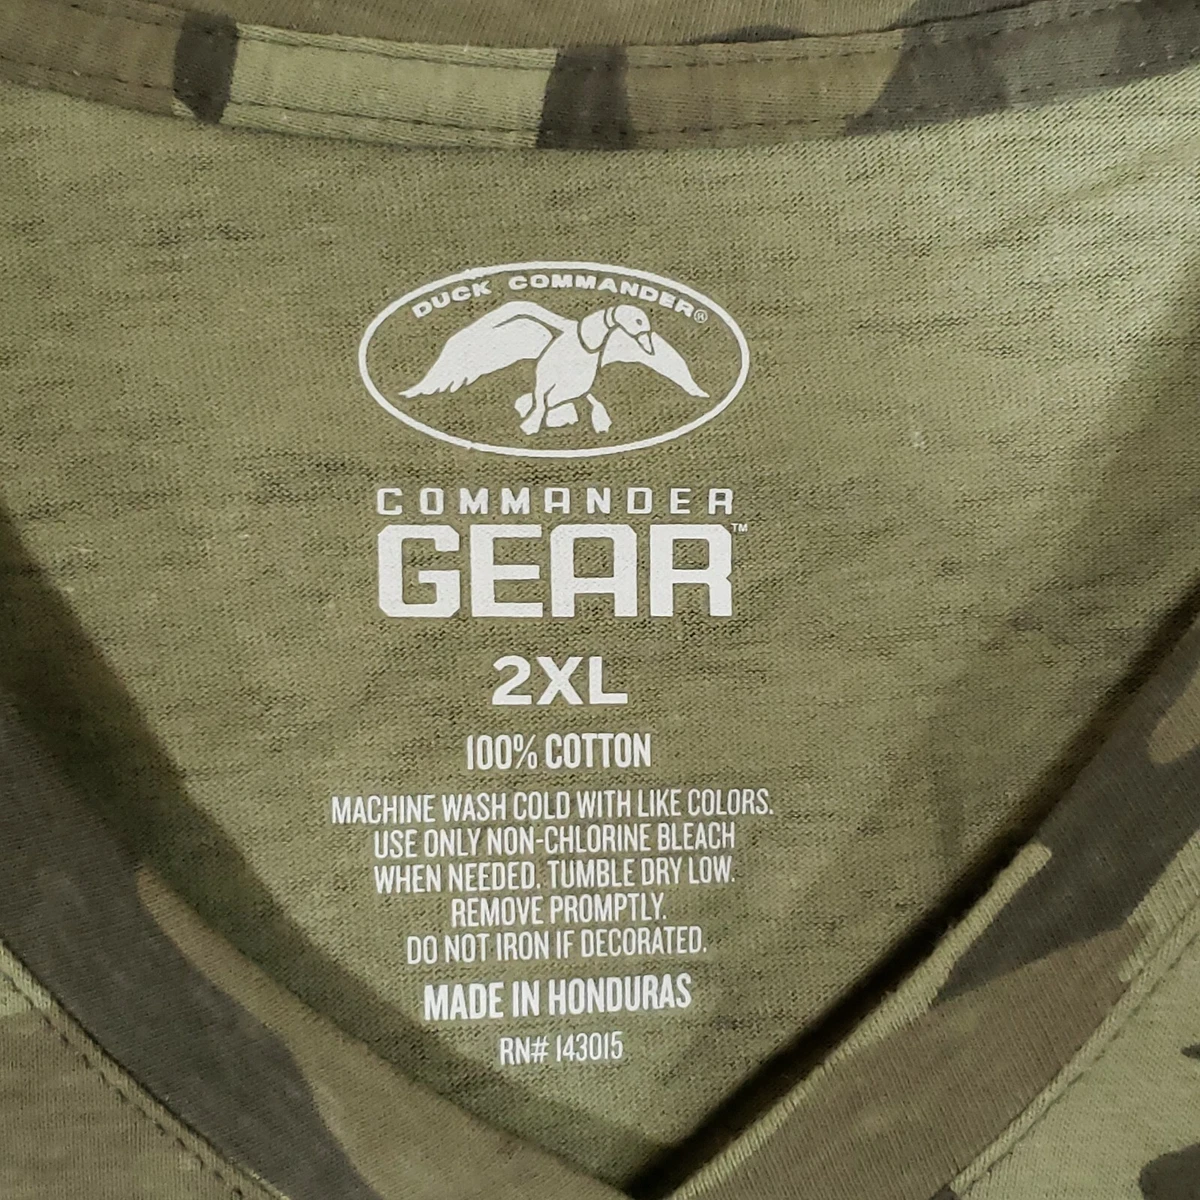 DUCK COMMANDER®
COMMANDER
GEAR™
2XL
100% COTTON
MACHINE WASH COLD WITH LIKE COLORS.
USE ONLY NON-CHLORINE BLEACH
WHEN NEEDED. TUMBLE DRY LOW.
REMOVE PROMPTLY.
DO NOT IRON IF DECORATED.
MADE IN HONDURAS
RN# 143015